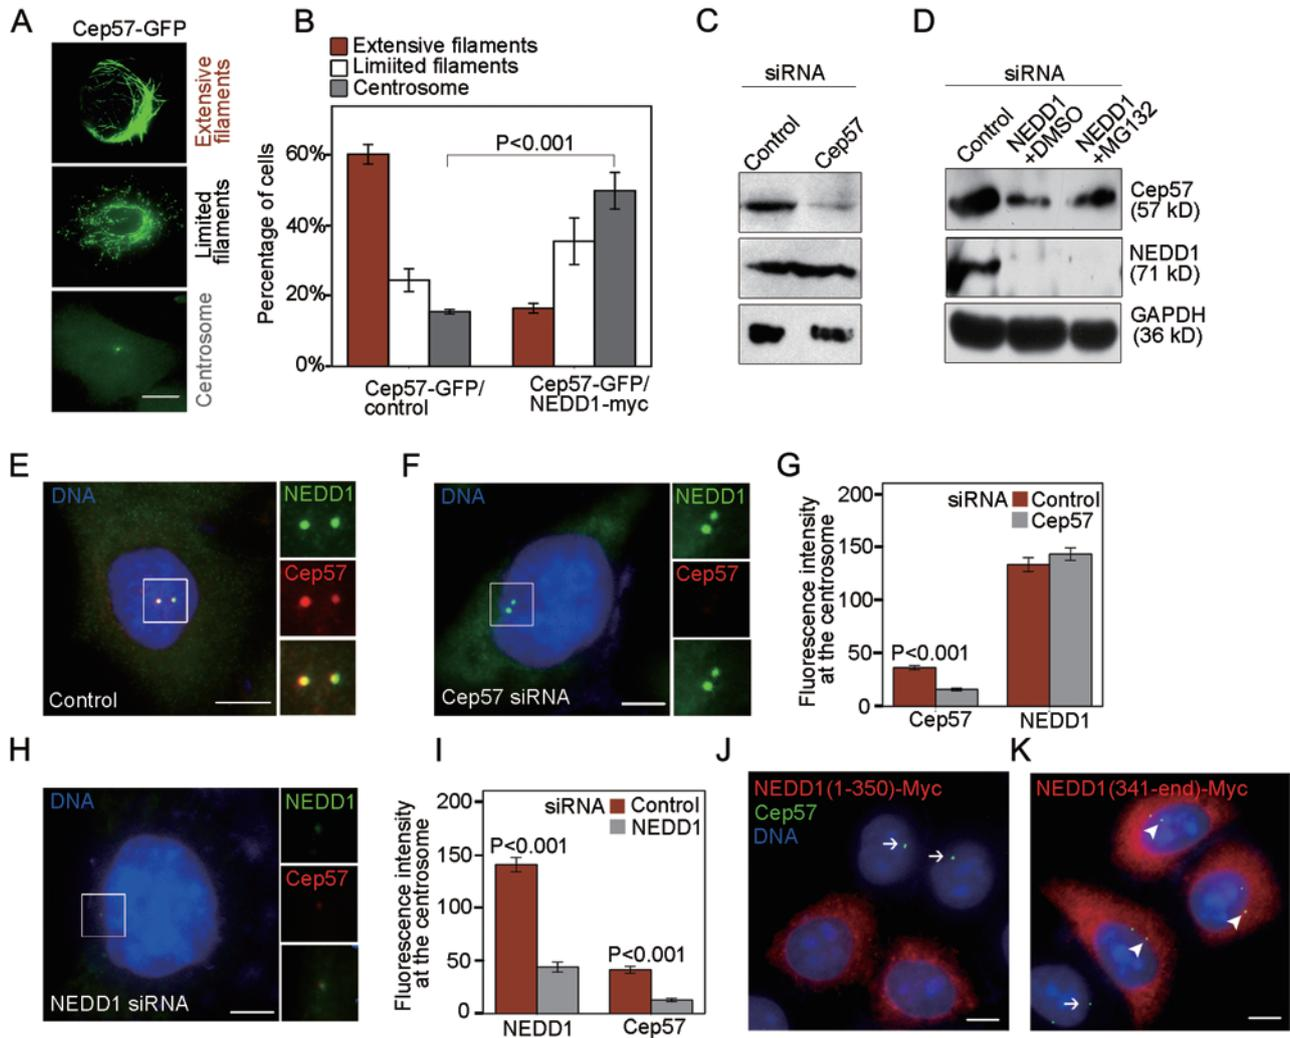 A
Cep57-GFP
Extensive
filaments
Limited
filaments
Centrosome
B
Extensive filaments
Limiited filaments
Centrosome
Percentage of cells
60%
40%
20%
0%
P<0.001
Cep57-GFP/
control
Cep57-GFP/
NEDD1-myc
C
siRNA
Control
Cep57
D
siRNA
Control
NEDD1
+DMSO
NEDD1
+MG132
Cep57
(57 kD)
NEDD1
(71 kD)
GAPDH
(36 kD)
E
DNA
Control
NEDD1
Cep57
F
DNA
Cep57 siRNA
NEDD1
Cep57
G
Fluorescence intensity
at the centrosome
200
150
100
50
0
siRNA Control
Cep57
P<0.001
Cep57
NEDD1
H
DNA
NEDD1 siRNA
NEDD1
Cep57
I
Fluorescence intensity
at the centrosome
200
150
100
50
0
siRNA Control
NEDD1
P<0.001
P<0.001
NEDD1
Cep57
J
NEDD1(1-350)-Myc
Cep57
DNA
K
NEDD1(341-end)-Myc